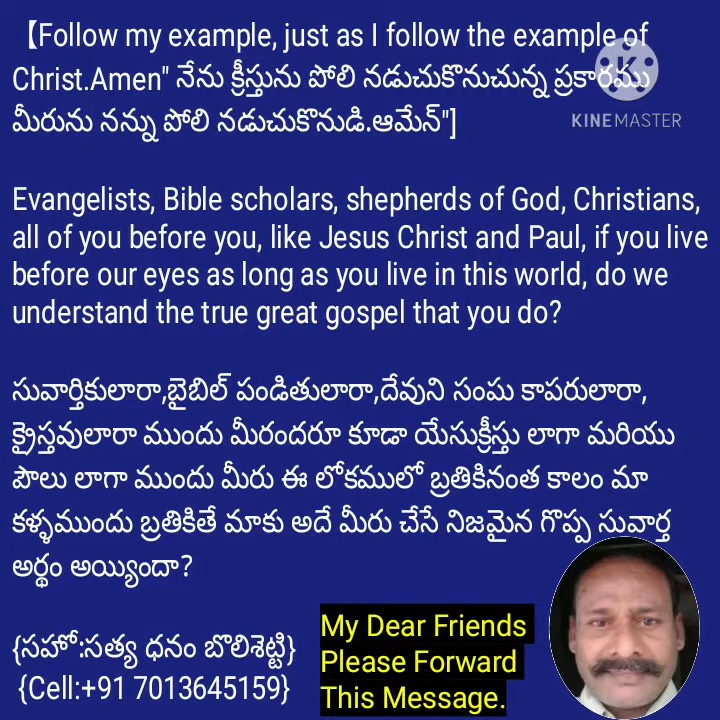 【Follow my example, just as I follow the example of
Christ.Amen" నేను క్రీస్తును పోలి నడుచుకొనుచున్న ప్రకారము
మీరును నన్ను పోలి నడుచుకొనుడి.ఆమేన్"]
KINEMASTER
Evangelists, Bible scholars, shepherds of God, Christians,
all of you before you, like Jesus Christ and Paul, if you live
before our eyes as long as you live in this world, do we
understand the true great gospel that you do?
సువార్తికులారా,బైబిల్ పండితులారా,దేవుని సంఘ కాపరులారా,
క్రైస్తవులారా ముందు మీరందరూ కూడా యేసుక్రీస్తు లాగా మరియు
పౌలు లాగా ముందు మీరు ఈ లోకములో బ్రతికినంత కాలం మా
కళ్ళముందు బ్రతికితే మాకు అదే మీరు చేసే నిజమైన గొప్ప సువార్త
అర్థం అయ్యిందా?
{సహో:సత్య ధనం బొలిశెట్టి}
{Cell:+91 7013645159}
My Dear Friends
Please Forward
This Message.